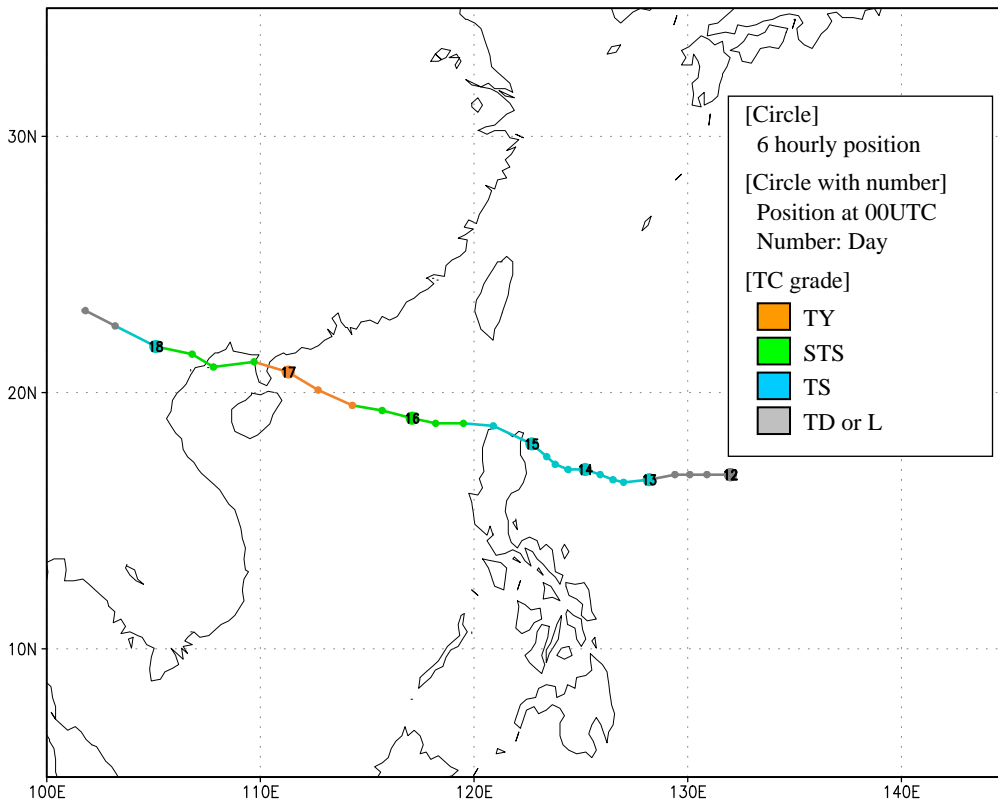 [Circle]
6 hourly position
[Circle with number]
Position at 00UTC
Number: Day
[TC grade]
TY
STS
TS
TD or L
30N
20N
10N
100E
110E
120E
130E
140E
18
17
16
15
14
13
12